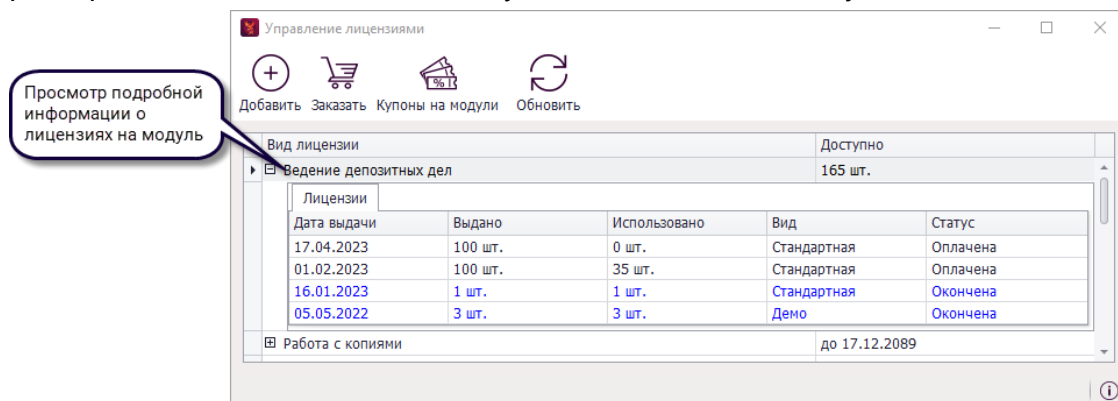 Управление лицензиями
Добавить Заказать Купоны на модули Обновить
Просмотр подробной
информации о
лицензиях на модуль
Вид лицензии Доступно
Ведение депозитных дел 165 шт.
Лицензии
Дата выдачи Выдано Использовано Вид Статус
17.04.2023 100 шт. 0 шт. Стандартная Оплачена
01.02.2023 100 шт. 35 шт. Стандартная Оплачена
16.01.2023 1 шт. 1 шт. Стандартная Окончена
05.05.2022 3 шт. 3 шт. Демо Окончена
Работа с копиями до 17.12.2089